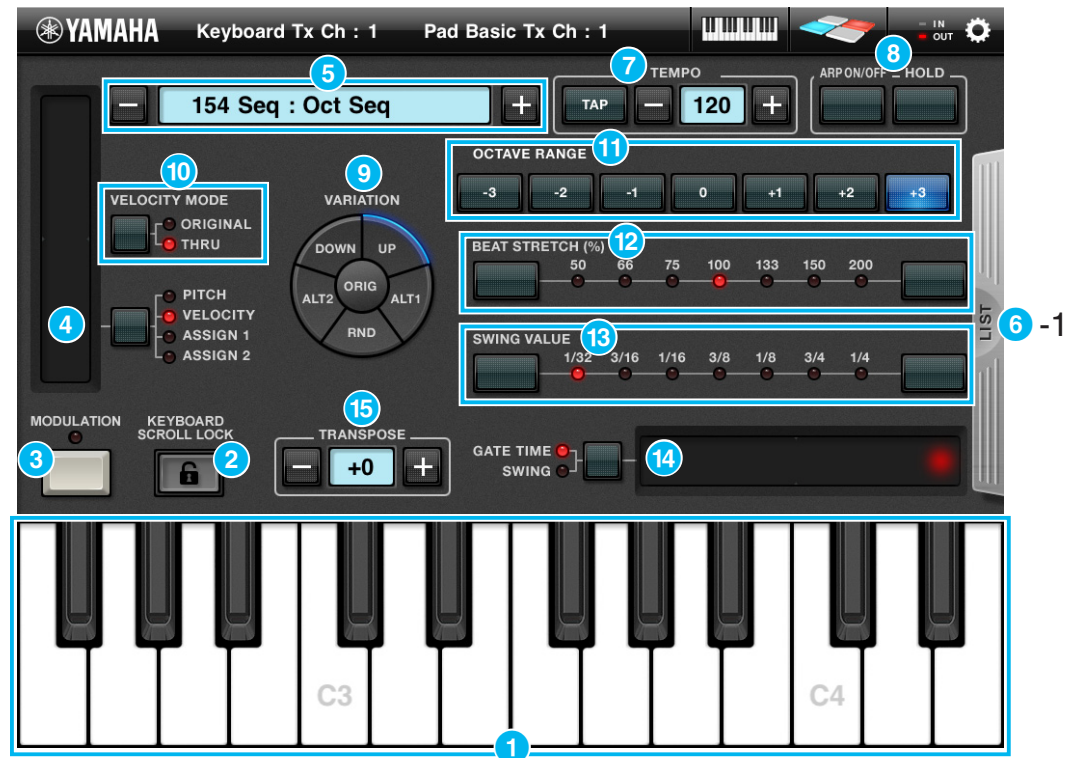 YAMAHA Keyboard Tx Ch : 1 Pad Basic Tx Ch : 1 IN
OUT
5
7
8
TEMPO
ARP ON/OFF HOLD
− 154 Seq : Oct Seq +
TAP − 120 +
OCTAVE RANGE 11
-3 -2 -1 0 +1 +2 +3
10
VELOCITY MODE
ORIGINAL
THRU
9
VARIATION
DOWN UP
ORIG
ALT2 ALT1
RND
BEAT STRETCH (%) 12
50 66 75 100 133 150 200
4
PITCH
VELOCITY
ASSIGN 1
ASSIGN 2
LIST
6 -1
SWING VALUE 13
1/32 3/16 1/16 3/8 1/8 3/4 1/4
MODULATION
3
KEYBOARD
SCROLL LOCK
2
15
TRANSPOSE
− +0 +
GATE TIME
SWING
14
C3 C4
1